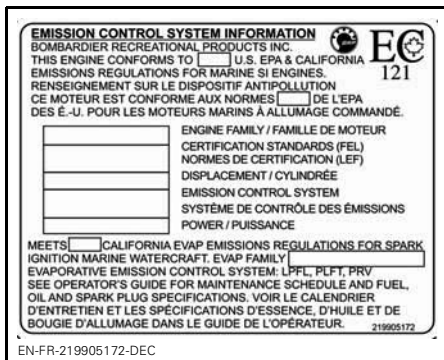 EMISSION CONTROL SYSTEM INFORMATION
BOMBARDIER RECREATIONAL PRODUCTS INC.
THIS ENGINE CONFORMS TO U.S. EPA & CALIFORNIA
EMISSIONS REGULATIONS FOR MARINE SI ENGINES.
RENSEIGNEMENT SUR LE DISPOSITIF ANTIPOLLUTION
CE MOTEUR EST CONFORME AUX NORMES DE L'EPA
DES É.-U. POUR LES MOTEURS MARINS À ALLUMAGE COMMANDÉ.
EC
121
ENGINE FAMILY / FAMILLE DE MOTEUR
CERTIFICATION STANDARDS (FEL)
NORMES DE CERTIFICATION (LEF)
DISPLACEMENT / CYLINDRÉE
EMISSION CONTROL SYSTEM
SYSTÈME DE CONTRÔLE DES ÉMISSIONS
POWER / PUISSANCE
MEETS CALIFORNIA EVAP EMISSIONS REGULATIONS FOR SPARK
IGNITION MARINE WATERCRAFT. EVAP FAMILY
EVAPORATIVE EMISSION CONTROL SYSTEM: LPFL, PLFT, PRV
SEE OPERATOR'S GUIDE FOR MAINTENANCE SCHEDULE AND FUEL,
OIL AND SPARK PLUG SPECIFICATIONS. VOIR LE CALENDRIER
D'ENTRETIEN ET LES SPÉCIFICATIONS D'ESSENCE, D'HUILE ET DE
BOUGIE D'ALLUMAGE DANS LE GUIDE DE L'OPÉRATEUR.
219905172
EN-FR-219905172-DEC